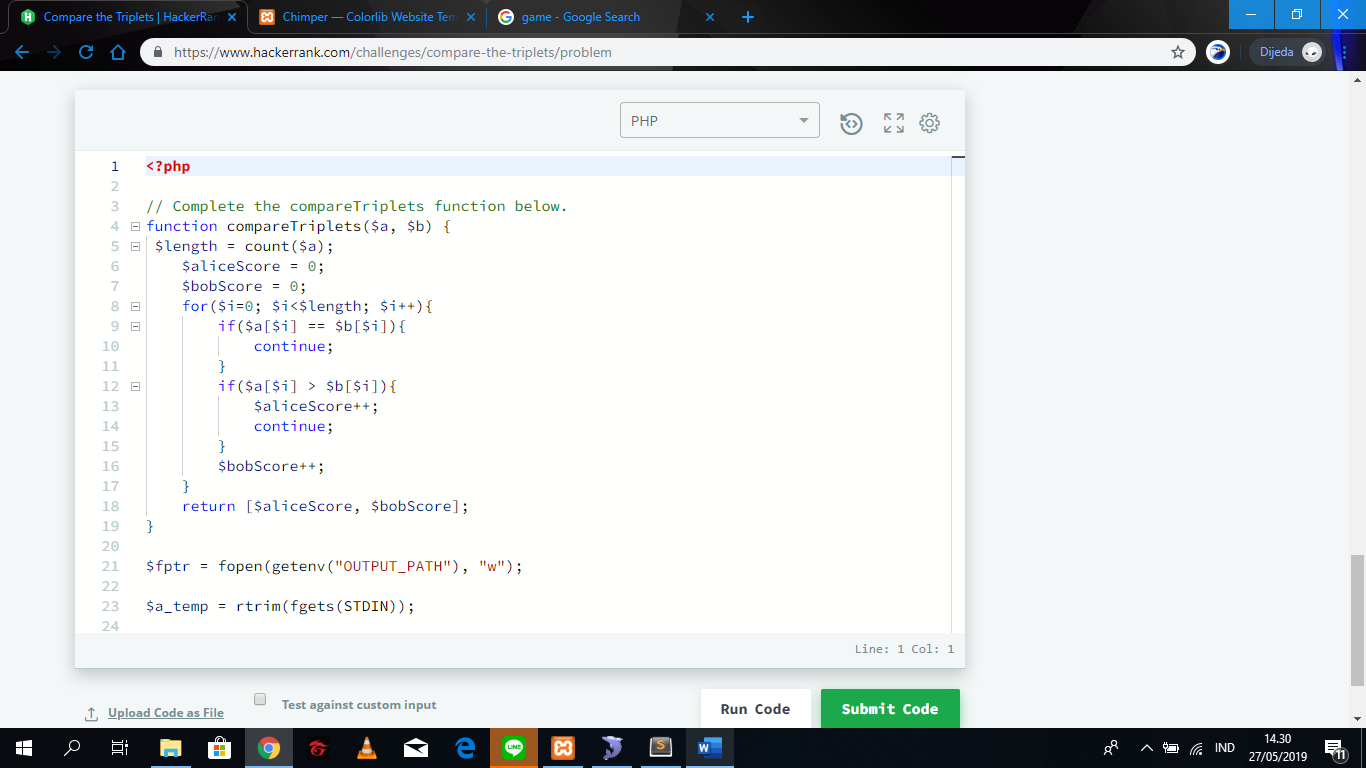 Compare the Triplets | HackerRar
Chimper — Colorlib Website Tem
game - Google Search
https://www.hackerrank.com/challenges/compare-the-triplets/problem
Dijeda
PHP
1 <?php
2
3 // Complete the compareTriplets function below.
4 function compareTriplets($a, $b) {
5 $length = count($a);
6 $aliceScore = 0;
7 $bobScore = 0;
8 for($i=0; $i<$length; $i++){
9 if($a[$i] == $b[$i]){
10 continue;
11 }
12 if($a[$i] > $b[$i]){
13 $aliceScore++;
14 continue;
15 }
16 $bobScore++;
17 }
18 return [$aliceScore, $bobScore];
19 }
20
21 $fptr = fopen(getenv("OUTPUT_PATH"), "w");
22
23 $a_temp = rtrim(fgets(STDIN));
24
Line: 1 Col: 1
Upload Code as File
Test against custom input
Run Code
Submit Code
LINE
IND
14.30
27/05/2019
11